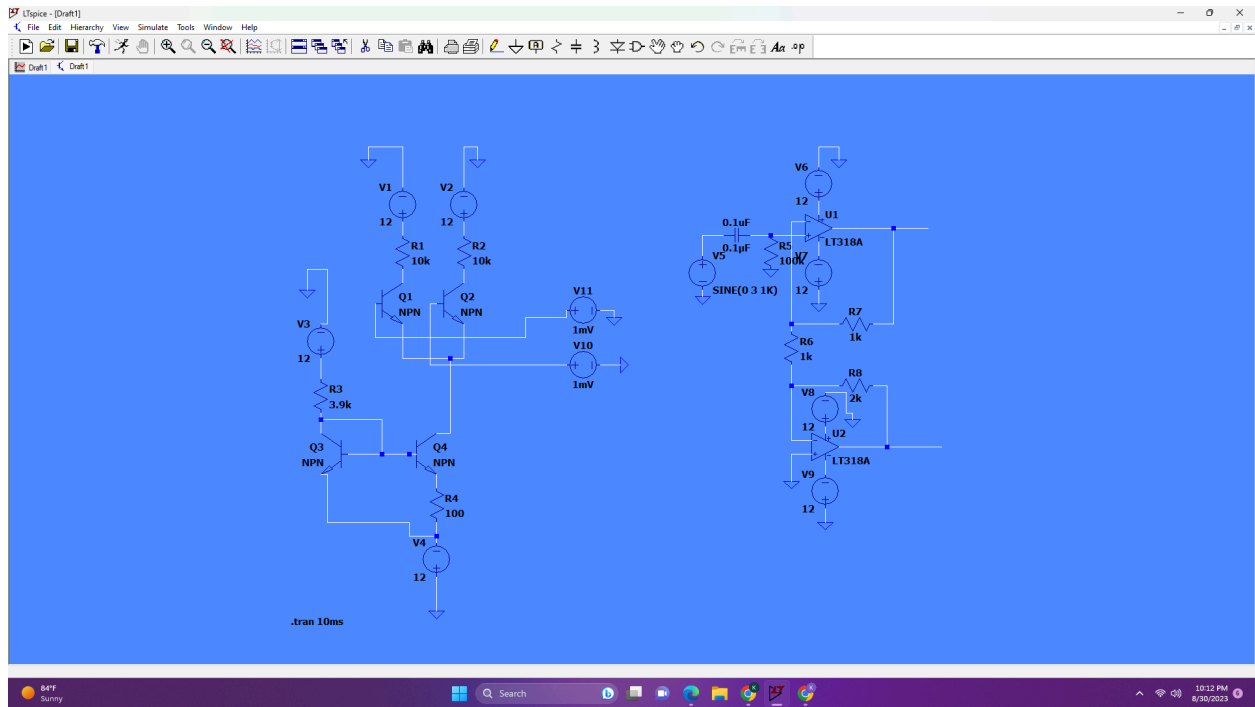 LTspice - [Draft1]
File Edit Hierarchy View Simulate Tools Window Help
Draft1 Draft1
V1
12
V2
12
R1
10k
R2
10k
Q1
NPN
Q2
NPN
V11
1mV
V10
1mV
V3
12
R3
3.9k
Q3
NPN
Q4
NPN
R4
100
V4
12
.tran 10ms
V6
12
U1
LT318A
0.1uF
0.1µF
V5
SINE(0 3 1K)
R5
100k
V7
12
R7
1k
R6
1k
R8
2k
V8
12
U2
LT318A
V9
12
84°F
Sunny
Search
10:12 PM
8/30/2023
6